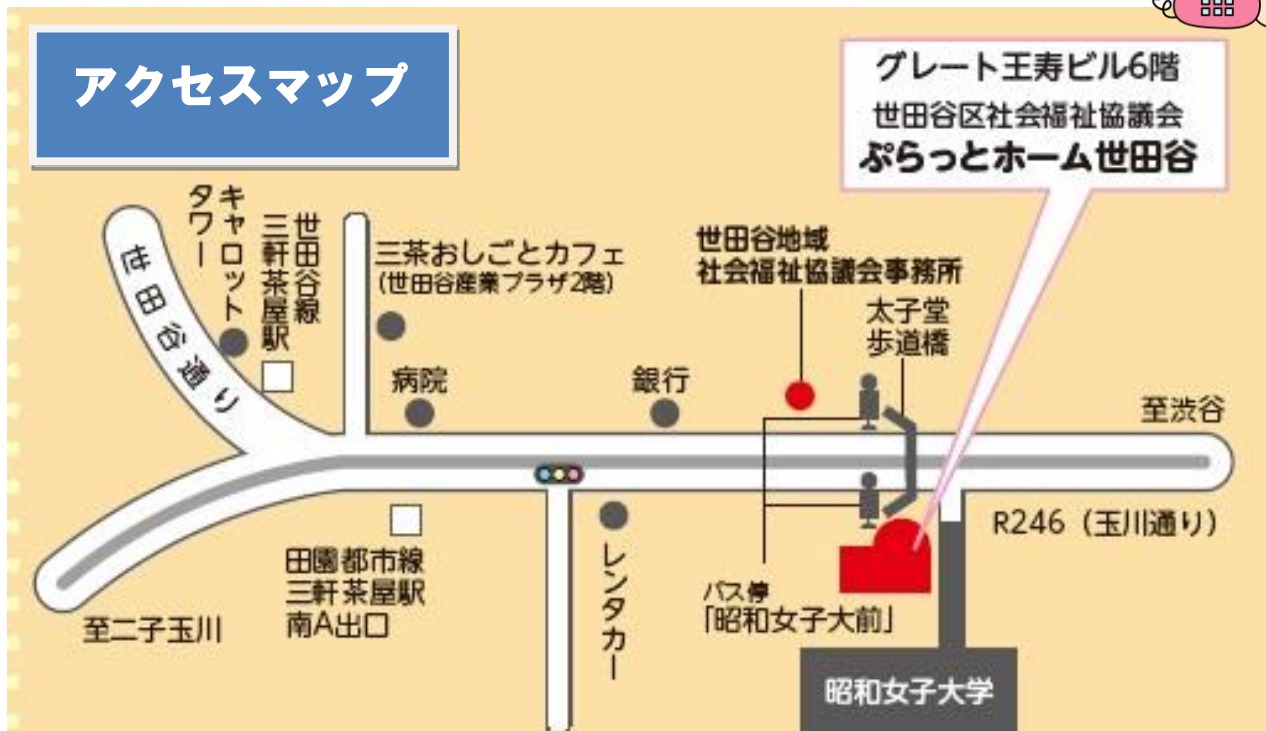 アクセスマップ
グレート王寿ビル6階
世田谷区社会福祉協議会
ぷらっとホーム世田谷
世田谷通り
キャロット
タワー
世田谷線
三軒茶屋駅
三茶おしごとカフェ
(世田谷産業プラザ2階)
病院
銀行
世田谷地域
社会福祉協議会事務所
太子堂
歩道橋
至渋谷
R246（玉川通り）
田園都市線
三軒茶屋駅
南A出口
至二子玉川
レンタカー
バス停
「昭和女子大前」
昭和女子大学